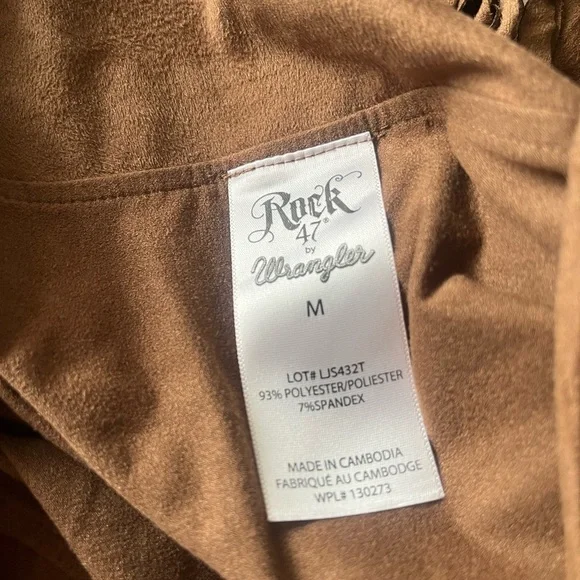 Rock
47®
by
Wrangler
M
LOT# LJS432T
93% POLYESTER/POLIESTER
7%SPANDEX
MADE IN CAMBODIA
FABRIQUÉ AU CAMBODGE
WPL# 130273